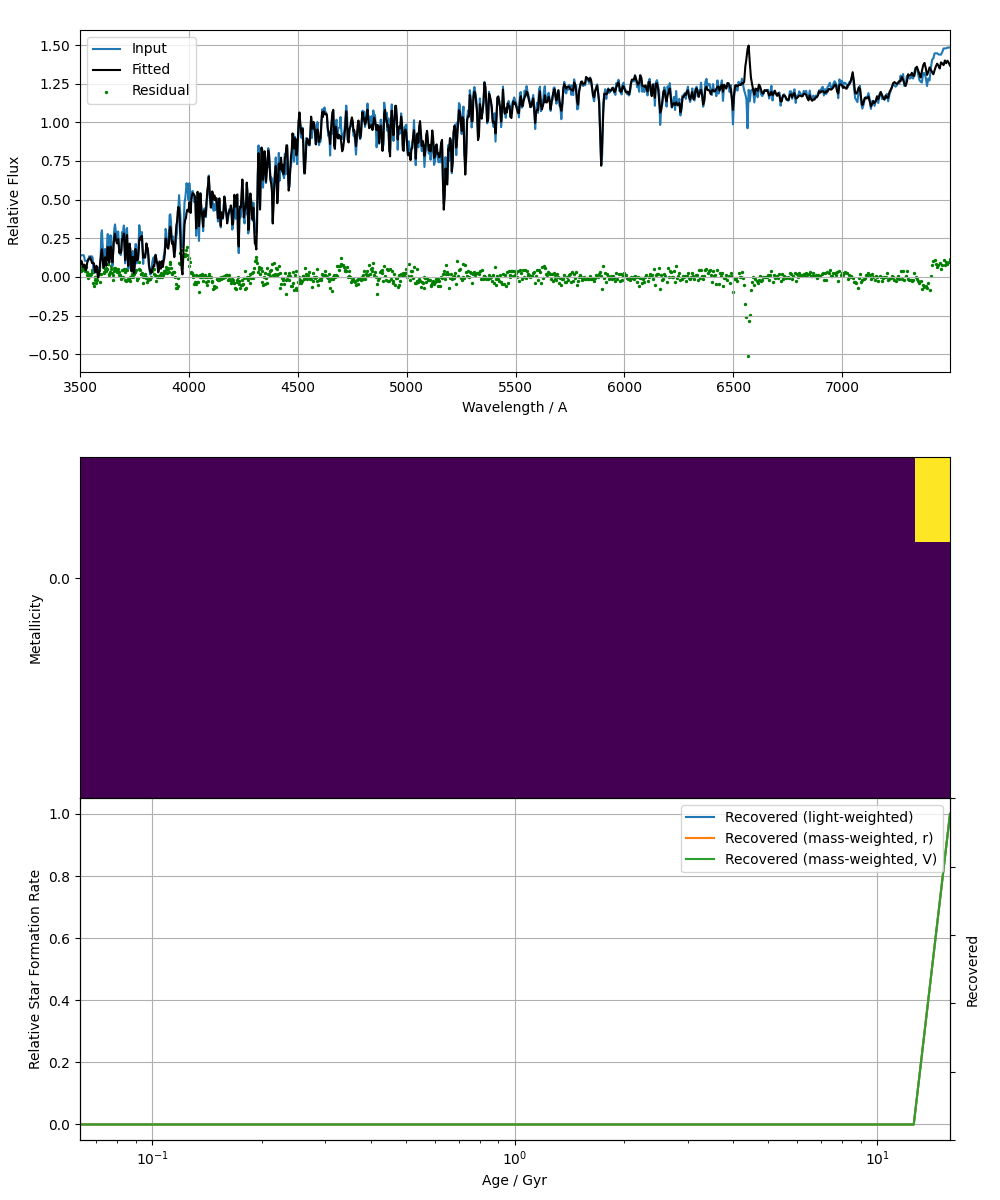 1.50
1.25
1.00
0.75
0.50
0.25
0.00
−0.25
−0.50
Relative Flux
Input
Fitted
Residual
3500 4000 4500 5000 5500 6000 6500 7000
Wavelength / A
0.0
Metallicity
1.0
0.8
0.6
0.4
0.2
0.0
Relative Star Formation Rate
Recovered (light-weighted)
Recovered (mass-weighted, r)
Recovered (mass-weighted, V)
Recovered
10⁻¹ 10⁰ 10¹
Age / Gyr